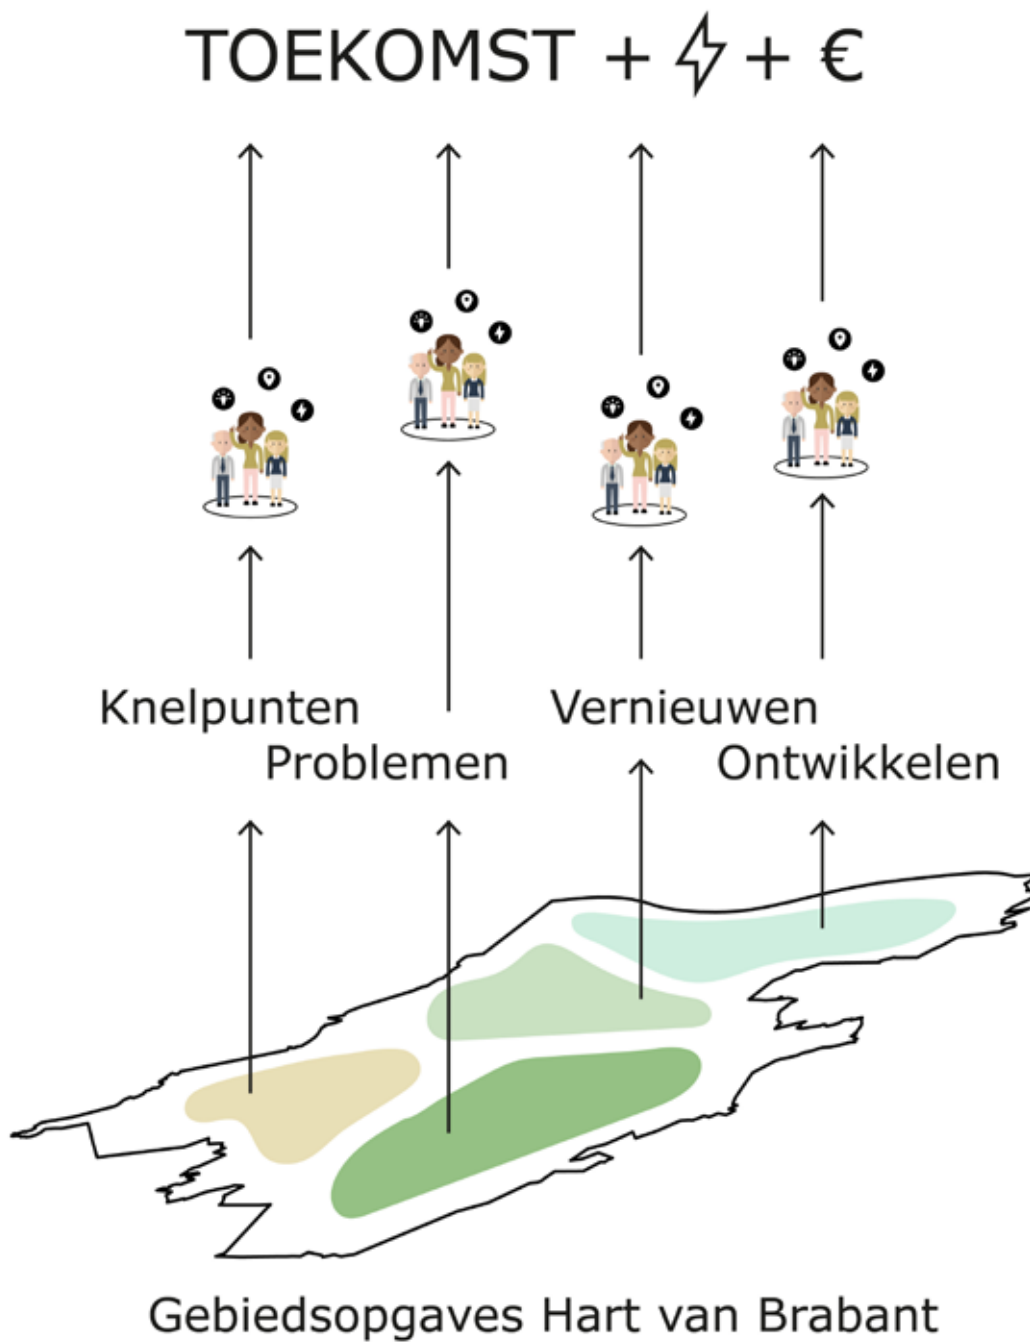 TOEKOMST + ⚡ + €
Knelpunten
Vernieuwen
Problemen
Ontwikkelen
Gebiedsopgaves Hart van Brabant